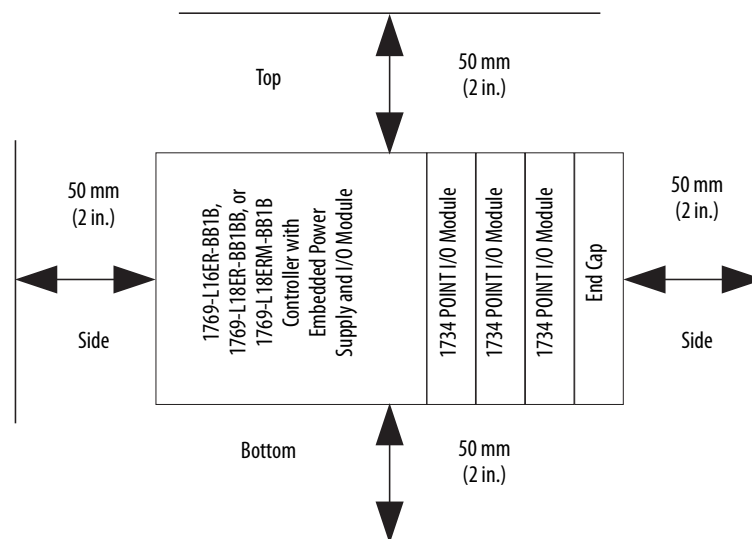 Top
50 mm
(2 in.)
50 mm
(2 in.)
Side
1769-L16ER-BB1B,
1769-L18ER-BB1BB, or
1769-L18ERM-BB1B
Controller with
Embedded Power
Supply and I/O Module
1734 POINT I/O Module
1734 POINT I/O Module
1734 POINT I/O Module
End Cap
50 mm
(2 in.)
Side
Bottom
50 mm
(2 in.)